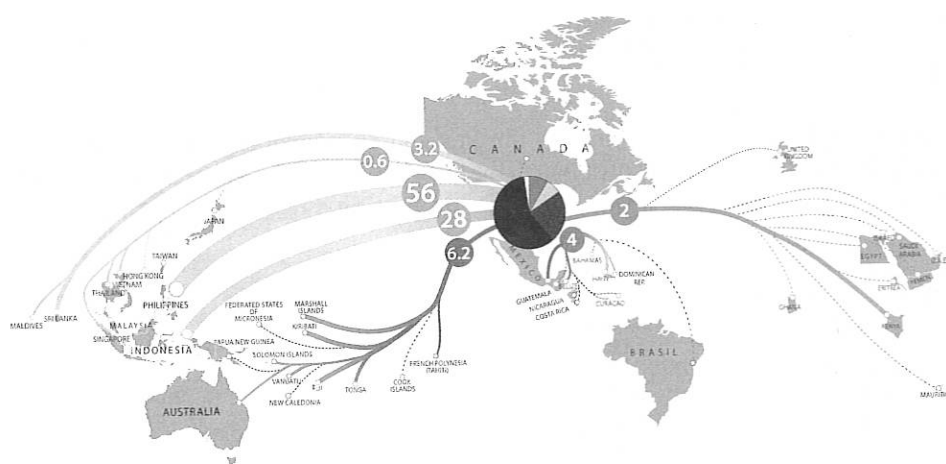 CANADA
UNITED
KINGDOM
3.2
0.6
56
28
2
6.2
4
JAPAN
TAIWAN
HONG KONG
VIETNAM
THAILAND
PHILIPPINES
MALDIVES
SRI LANKA
MALAYSIA
SINGAPORE
INDONESIA
FEDERATED STATES
OF
MICRONESIA
MARSHALL
ISLANDS
KIRIBATI
PAPUA NEW GUINEA
SOLOMON ISLANDS
VANUATU
FIJI
NEW CALEDONIA
TONGA
COOK
ISLANDS
FRENCH POLYNESIA
(TAHITI)
AUSTRALIA
MEXICO
BAHAMAS
HAITI
DOMINICAN
REP.
GUATEMALA
NICARAGUA
COSTA RICA
CURACAO
BRASIL
EGYPT
SAUDI
ARABIA
ERITREA
YEMEN
GHANA
KENYA